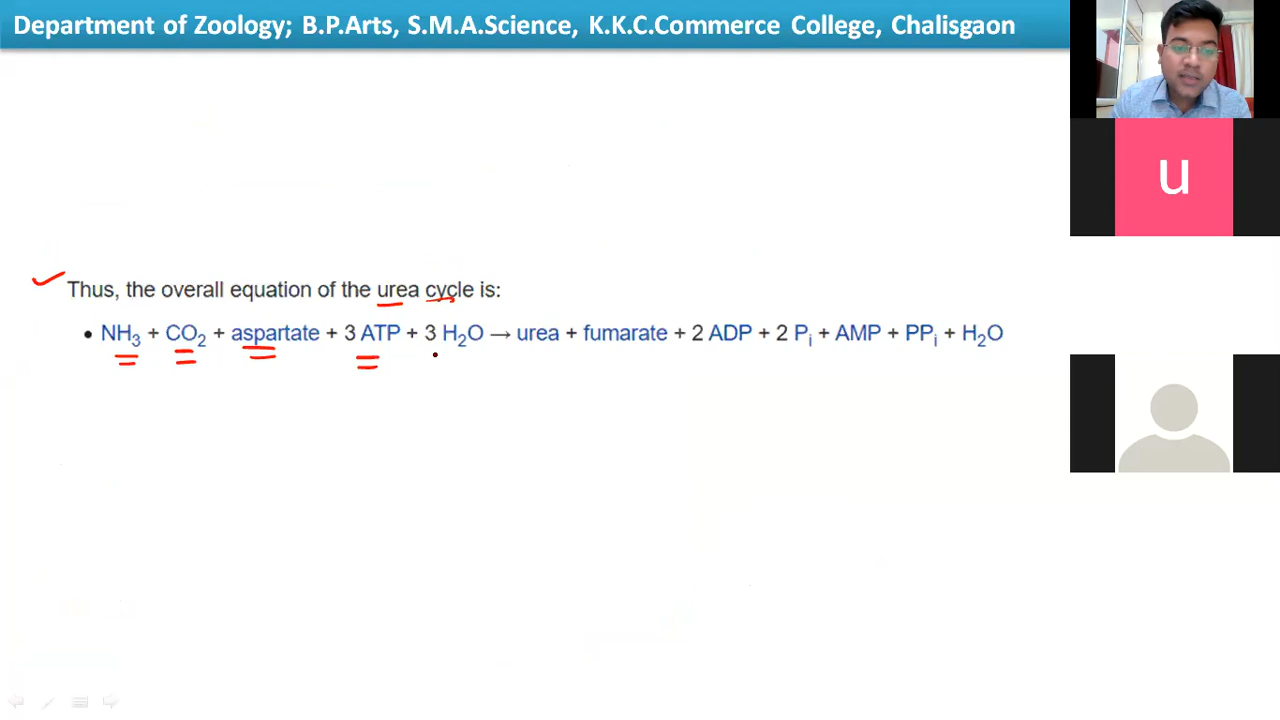 Department of Zoology; B.P.Arts, S.M.A.Science, K.K.C.Commerce College, Chalisgaon
u
Thus, the overall equation of the urea cycle is:
• NH₃ + CO₂ + aspartate + 3 ATP + 3 H₂O → urea + fumarate + 2 ADP + 2 Pᵢ + AMP + PPᵢ + H₂O